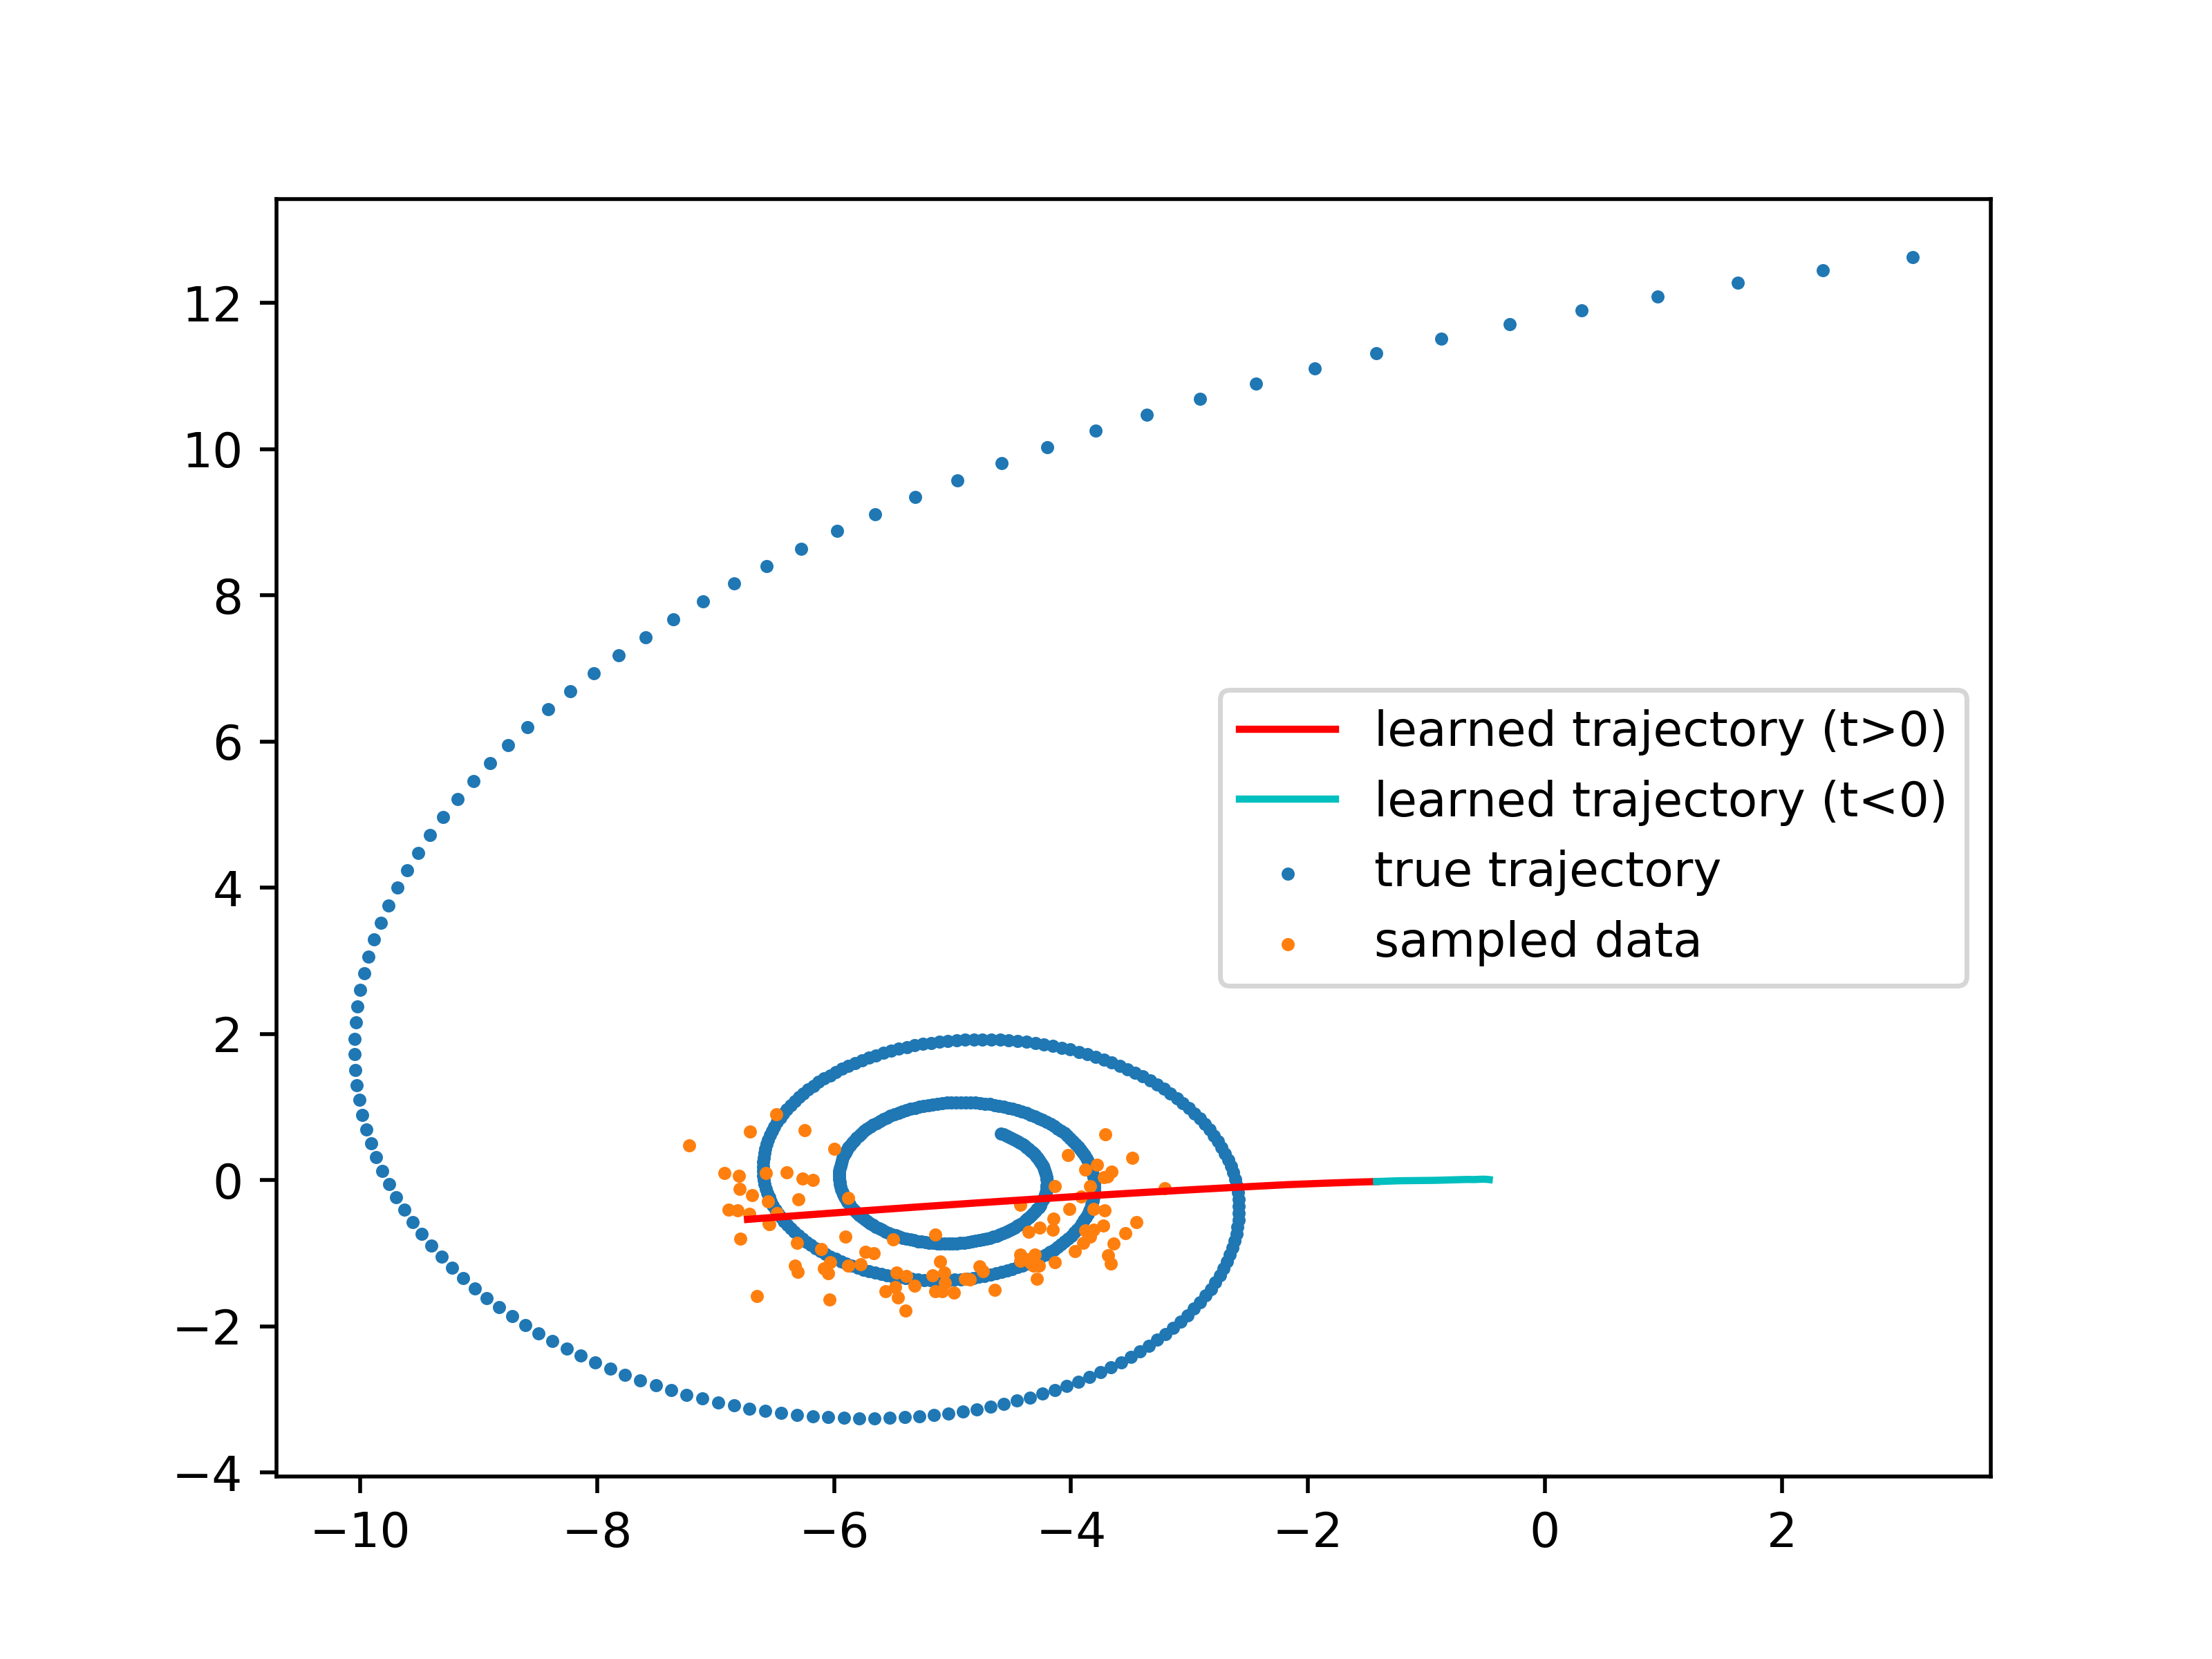 12
10
8
6
4
2
0
−2
−4
learned trajectory (t>0)
learned trajectory (t<0)
true trajectory
sampled data
−10 −8 −6 −4 −2 0 2